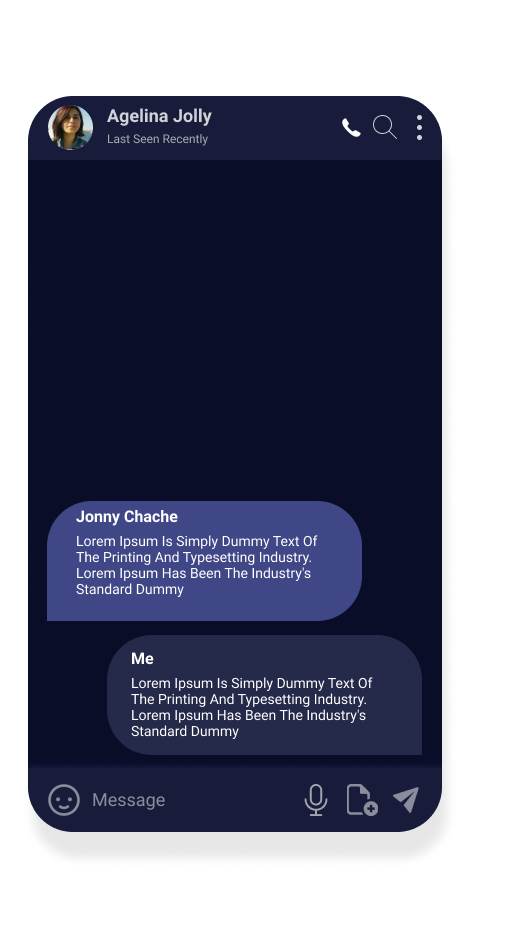 Agelina Jolly
Last Seen Recently
Jonny Chache
Lorem Ipsum Is Simply Dummy Text Of
The Printing And Typesetting Industry.
Lorem Ipsum Has Been The Industry's
Standard Dummy
Me
Lorem Ipsum Is Simply Dummy Text Of
The Printing And Typesetting Industry.
Lorem Ipsum Has Been The Industry's
Standard Dummy
Message